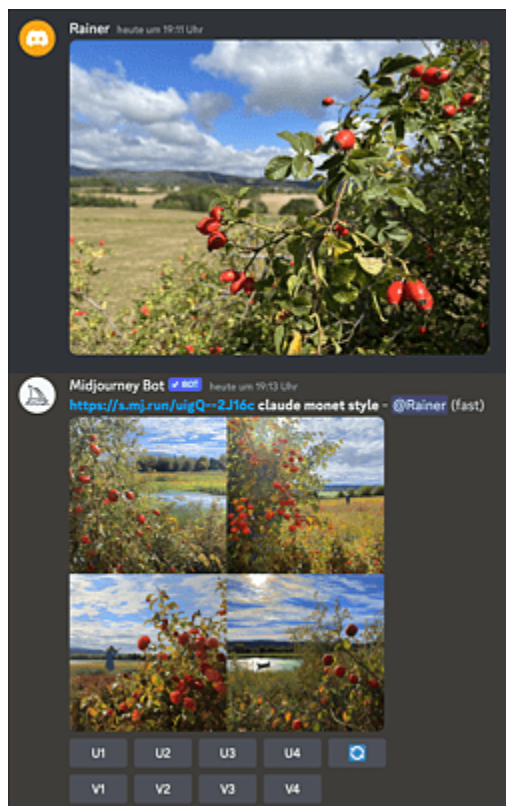 Rainer heute um 19:11 Uhr
Midjourney Bot ✔ BOT heute um 19:13 Uhr
https://s.mj.run/uigQ--2J16c claude monet style - @Rainer (fast)
U1 U2 U3 U4
V1 V2 V3 V4